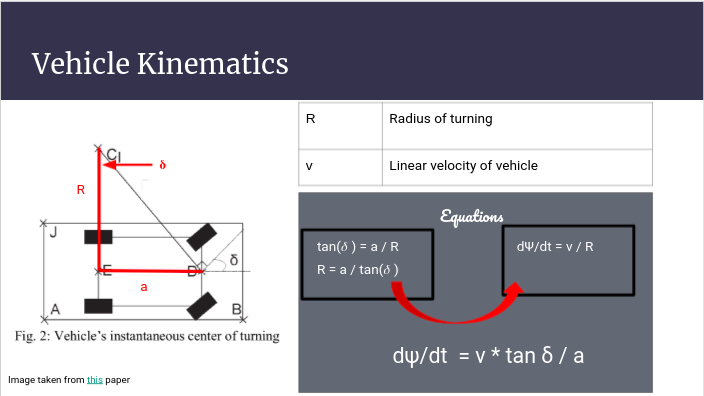 Vehicle Kinematics
R Radius of turning
v Linear velocity of vehicle
C
I
δ
R
J
δ
E
D
a
A
B
Fig. 2: Vehicle's instantaneous center of turning
Image taken from this paper
Equations
tan(δ ) = a / R
R = a / tan(δ )
dΨ/dt = v / R
dψ/dt = v * tan δ / a